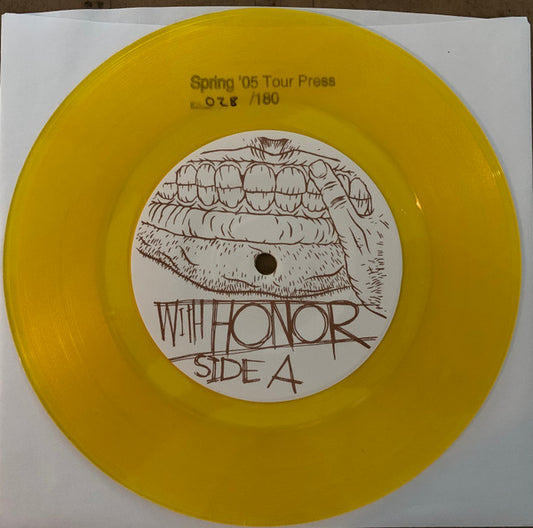 Spring '05 Tour Press
028 /180
WITH HONOR
SIDE A